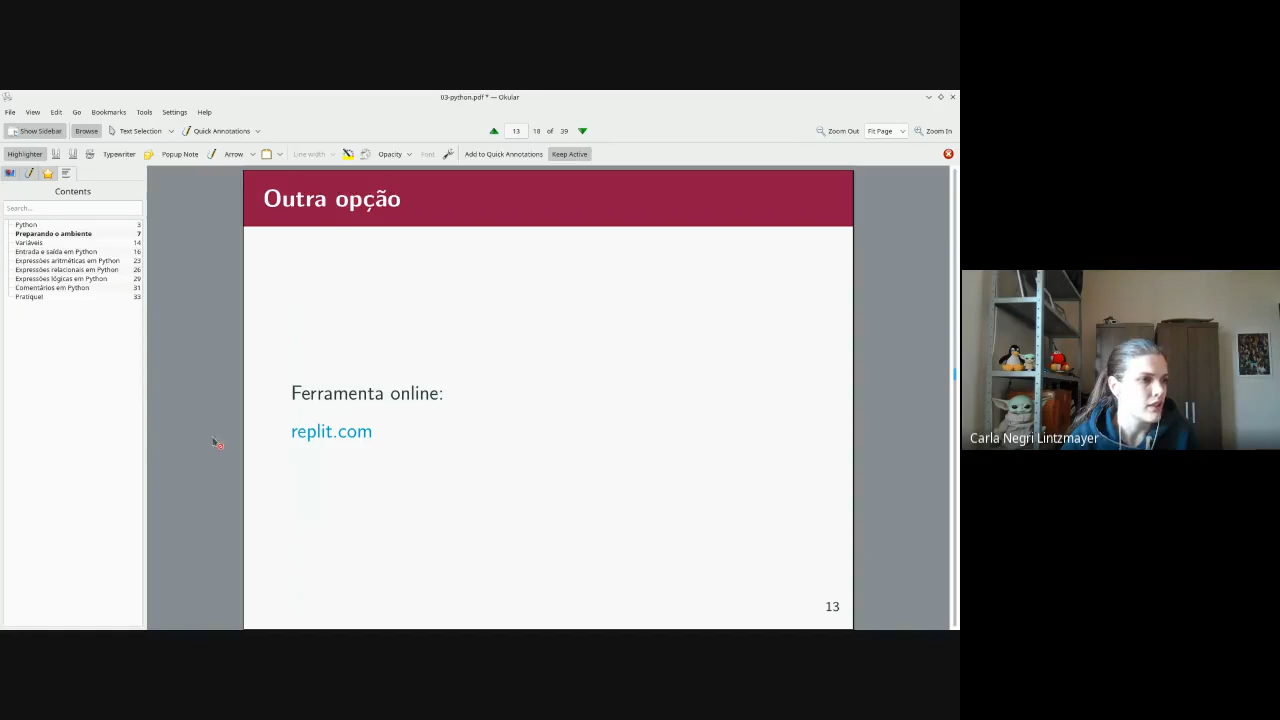 03-python.pdf * — Okular
File View Edit Go Bookmarks Tools Settings Help
Show Sidebar Browse Text Selection Quick Annotations 13 18 of 39 Zoom Out Fit Page Zoom In
Highlighter Typewriter Popup Note Arrow Line width Opacity Font Add to Quick Annotations Keep Active
Contents
Search...
Python 3
Preparando o ambiente 7
Variáveis 14
Entrada e saída em Python 16
Expressões aritméticas em Python 23
Expressões relacionais em Python 26
Expressões lógicas em Python 29
Comentários em Python 31
Pratique! 33
Outra opção
Ferramenta online:
replit.com
13
Carla Negri Lintzmayer